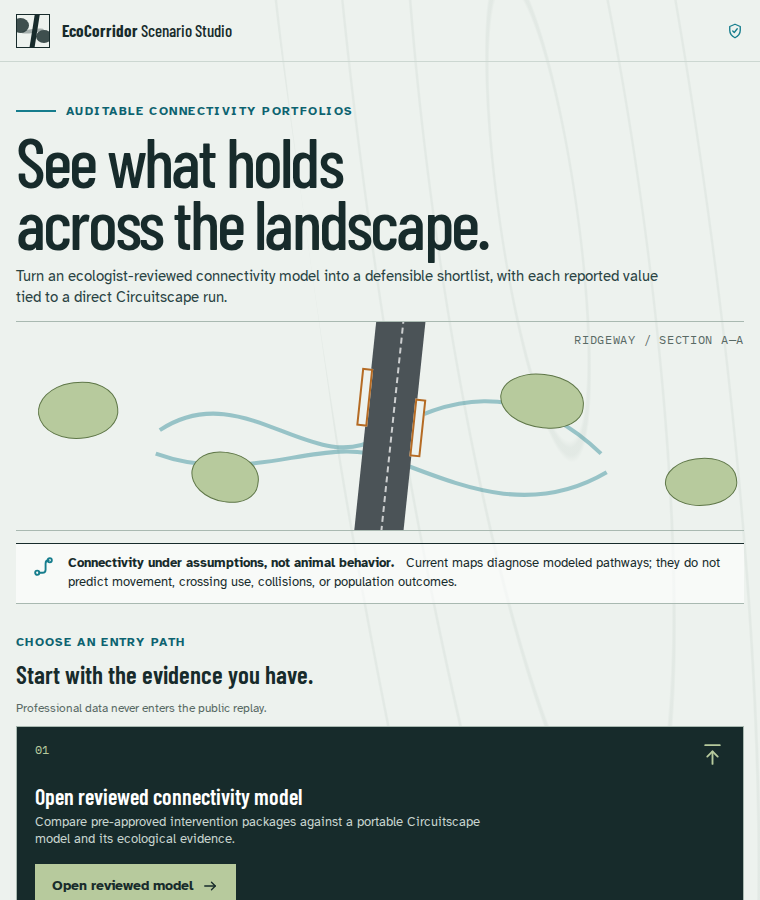 EcoCorridor Scenario Studio
AUDITABLE CONNECTIVITY PORTFOLIOS
See what holds
across the landscape.
Turn an ecologist-reviewed connectivity model into a defensible shortlist, with each reported value
tied to a direct Circuitscape run.
RIDGEWAY / SECTION A—A
Connectivity under assumptions, not animal behavior. Current maps diagnose modeled pathways; they do not
predict movement, crossing use, collisions, or population outcomes.
CHOOSE AN ENTRY PATH
Start with the evidence you have.
Professional data never enters the public replay.
01
Open reviewed connectivity model
Compare pre-approved intervention packages against a portable Circuitscape
model and its ecological evidence.
Open reviewed model